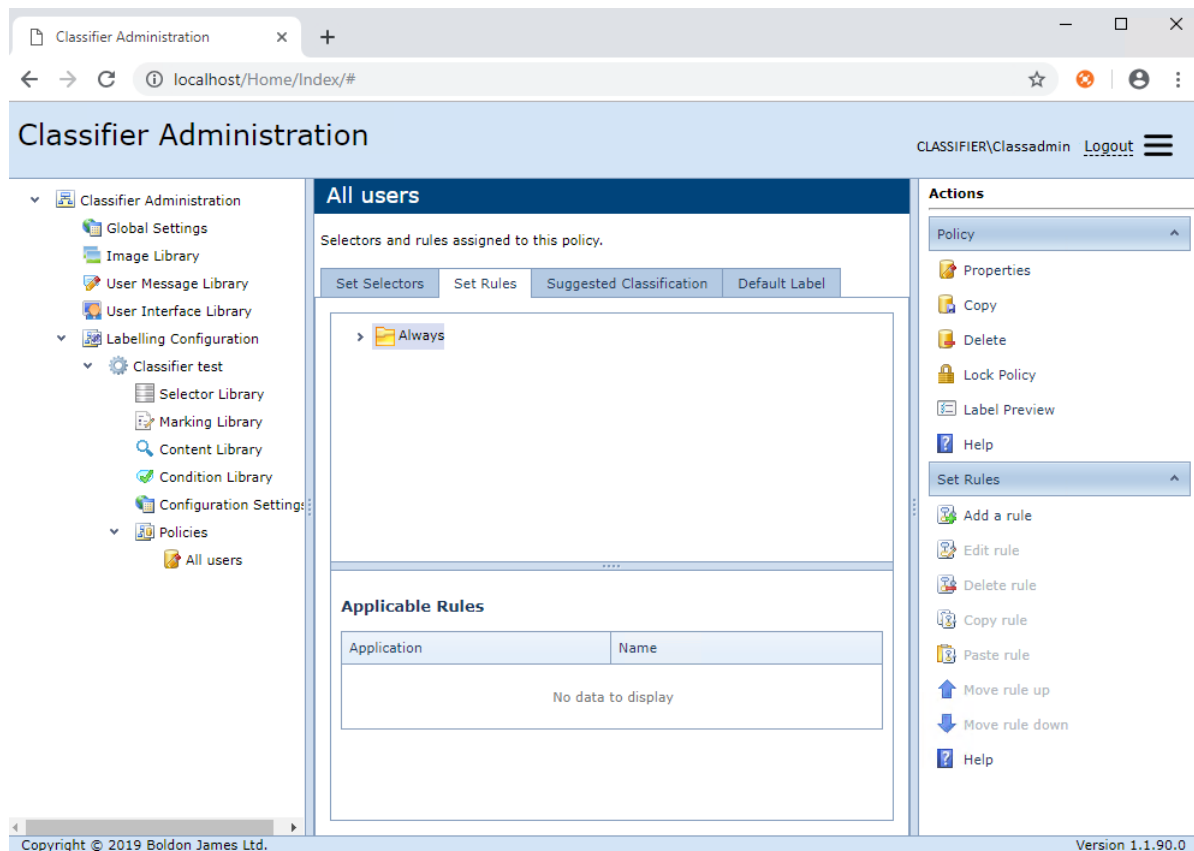 Classifier Administration
localhost/Home/Index/#
Classifier Administration
CLASSIFIER\Classadmin Logout
Classifier Administration
Global Settings
Image Library
User Message Library
User Interface Library
Labelling Configuration
Classifier test
Selector Library
Marking Library
Content Library
Condition Library
Configuration Settings
Policies
All users
All users
Selectors and rules assigned to this policy.
Set Selectors Set Rules Suggested Classification Default Label
Always
Applicable Rules
Application Name
No data to display
Actions
Policy
Properties
Copy
Delete
Lock Policy
Label Preview
Help
Set Rules
Add a rule
Edit rule
Delete rule
Copy rule
Paste rule
Move rule up
Move rule down
Help
Copyright © 2019 Boldon James Ltd. Version 1.1.90.0